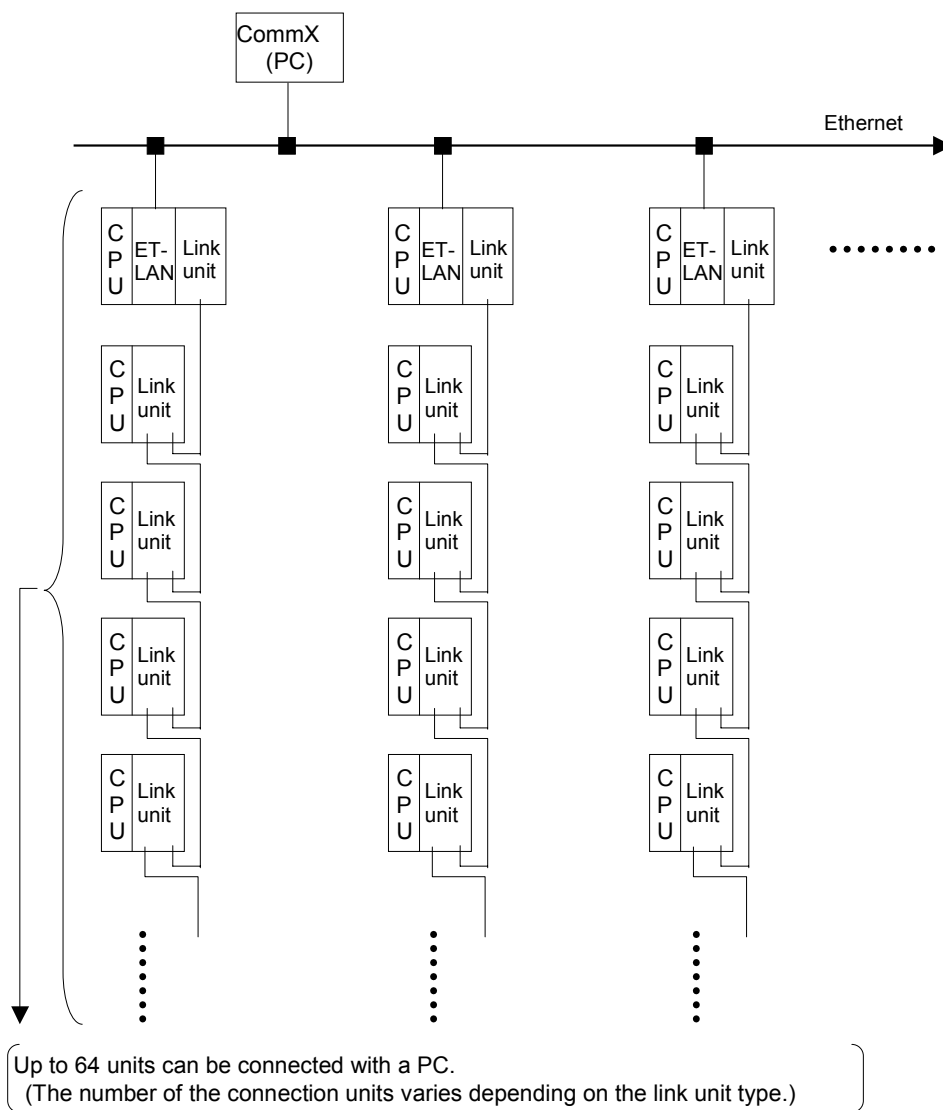 CommX
(PC)
Ethernet
CPU
ET-
LAN
Link
unit
CPU
ET-
LAN
Link
unit
CPU
ET-
LAN
Link
unit
CPU
Link
unit
CPU
Link
unit
CPU
Link
unit
CPU
Link
unit
CPU
Link
unit
CPU
Link
unit
CPU
Link
unit
CPU
Link
unit
CPU
Link
unit
CPU
Link
unit
CPU
Link
unit
CPU
Link
unit
Up to 64 units can be connected with a PC.
(The number of the connection units varies depending on the link unit type.)